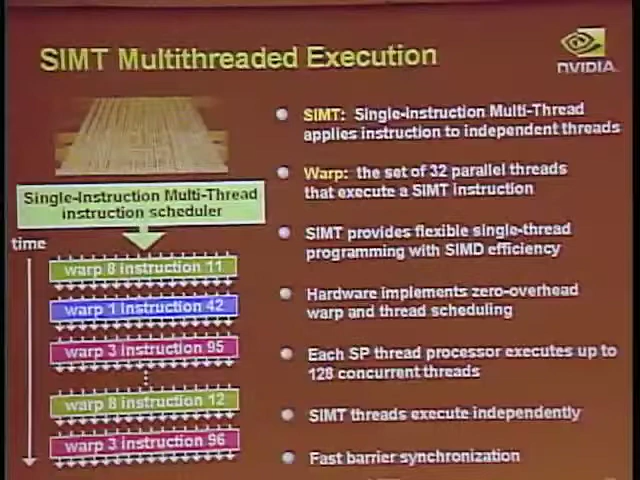 SIMT Multithreaded Execution
NVIDIA
Single-Instruction Multi-Thread
instruction scheduler
time
warp 8 instruction 11
warp 1 instruction 42
warp 3 instruction 95
warp 8 instruction 12
warp 3 instruction 96
SIMT: Single-Instruction Multi-Thread
applies instruction to independent threads
Warp: the set of 32 parallel threads
that execute a SIMT instruction
SIMT provides flexible single-thread
programming with SIMD efficiency
Hardware implements zero-overhead
warp and thread scheduling
Each SP thread processor executes up to
128 concurrent threads
SIMT threads execute independently
Fast barrier synchronization